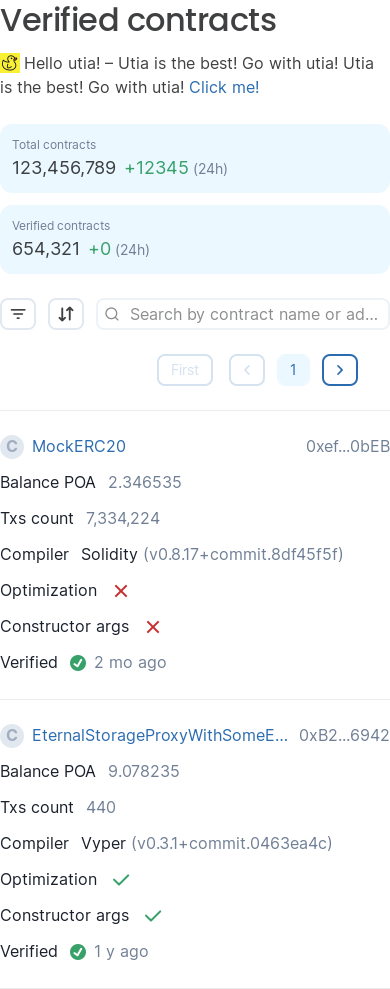 Verified contracts
Hello utia! – Utia is the best! Go with utia! Utia
is the best! Go with utia! Click me!
Total contracts
123,456,789 +12345 (24h)
Verified contracts
654,321 +0 (24h)
Search by contract name or ad...
First 1
C MockERC20 0xef...0bEB
Balance POA 2.346535
Txs count 7,334,224
Compiler Solidity (v0.8.17+commit.8df45f5f)
Optimization
Constructor args
Verified 2 mo ago
C EternalStorageProxyWithSomeE... 0xB2...6942
Balance POA 9.078235
Txs count 440
Compiler Vyper (v0.3.1+commit.0463ea4c)
Optimization
Constructor args
Verified 1 y ago